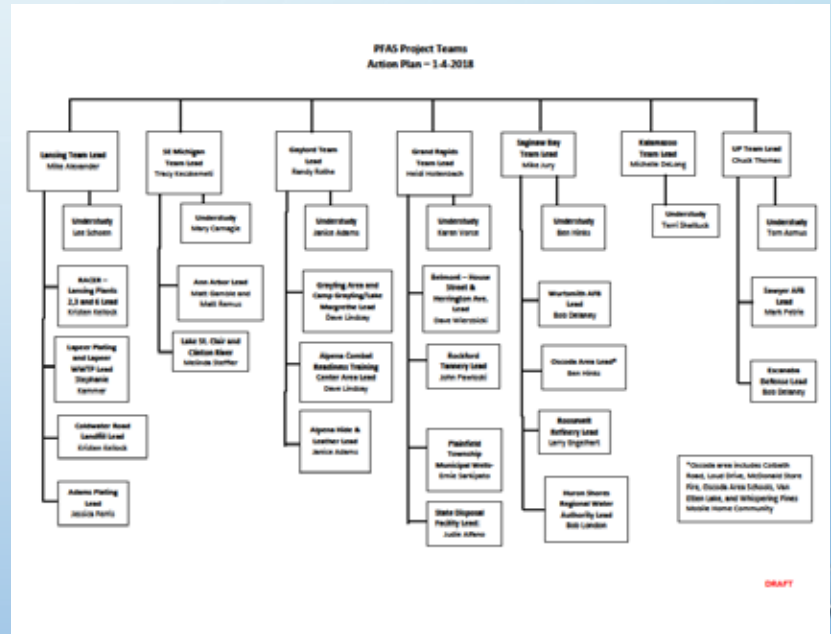 PFAS Project Teams
Action Plan – 1-4-2018
Lansing Team Lead
Mike Alexander
Understudy
Lee Schoen
RACER –
Lansing Plants
2,3 and 6 Lead
Kristen Kellock
Lapeer Plating
and Lapeer
WWTP Lead
Stephanie
Kammer
Coldwater Road
Landfill Lead
Kristen Kellock
Adams Plating
Lead
Jessica
SE Michigan
Team Lead
Tracy Kecskemeti
Understudy
Mary Carnagie
Ann Arbor Lead
Matt Gamble and
Matt Remus
Lake St. Clair and
Clinton River
Melinda Steffler
Gaylord Team
Lead
Randy Rothe
Understudy
Janice Adams
Grayling Area and
Camp Grayling/Lake
Margrethe Lead
Dave Lindsay
Alpena Combat
Readiness Training
Center Area Lead
Dave Lindsay
Alpena Hide &
Leather Lead
Janice Adams
Grand Rapids
Team Lead
Heidi Hollenbach
Understudy
Karen Vorce
Belmont – House
Street &
Herrington Ave.
Lead
Dave
Rockford
Tannery Lead
John Pawloski
Plainfield
Township
Municipal Wells-
Ernie Sarkipato
State Disposal
Facility Lead:
Judie Alfano
Saginaw Bay
Team Lead
Mike Jury
Understudy
Ben Hinks
Wurtsmith AFB
Lead
Bob Delaney
Oscoda Area Lead*
Ben Hinks
Roosevelt
Refinery Lead
Larry Engelhart
Huron Shores
Regional Water
Authority Lead
Bob London
Kalamazoo
Team Lead
Michelle DeLong
Understudy
Terri Shattuck
UP Team Lead
Chuck Thomas
Understudy
Tom Asmus
Sawyer AFB
Lead
Mark Petrie
Escanaba
Defense Lead
Bob Delaney
*Oscoda area includes Colbath
Road, Loud Drive, McDonald Store
Fire, Oscoda Area Schools, Van
Etten Lake, and Whispering Pines
Mobile Home Community
DRAFT